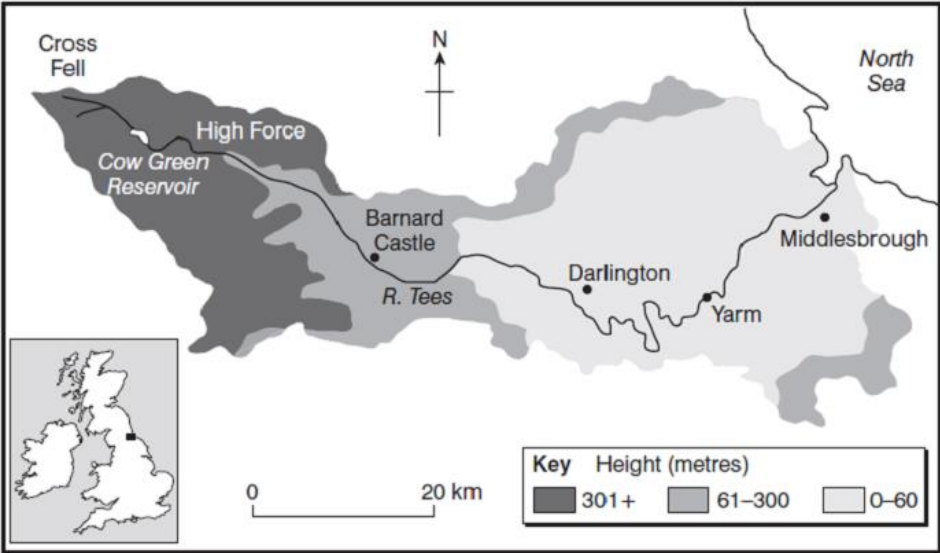 Cross
Fell
N
North
Sea
High Force
Cow Green
Reservoir
Barnard
Castle
Middlesbrough
Darlington
R. Tees
Yarm
Key Height (metres)
0 20 km
301+ 61–300 0–60